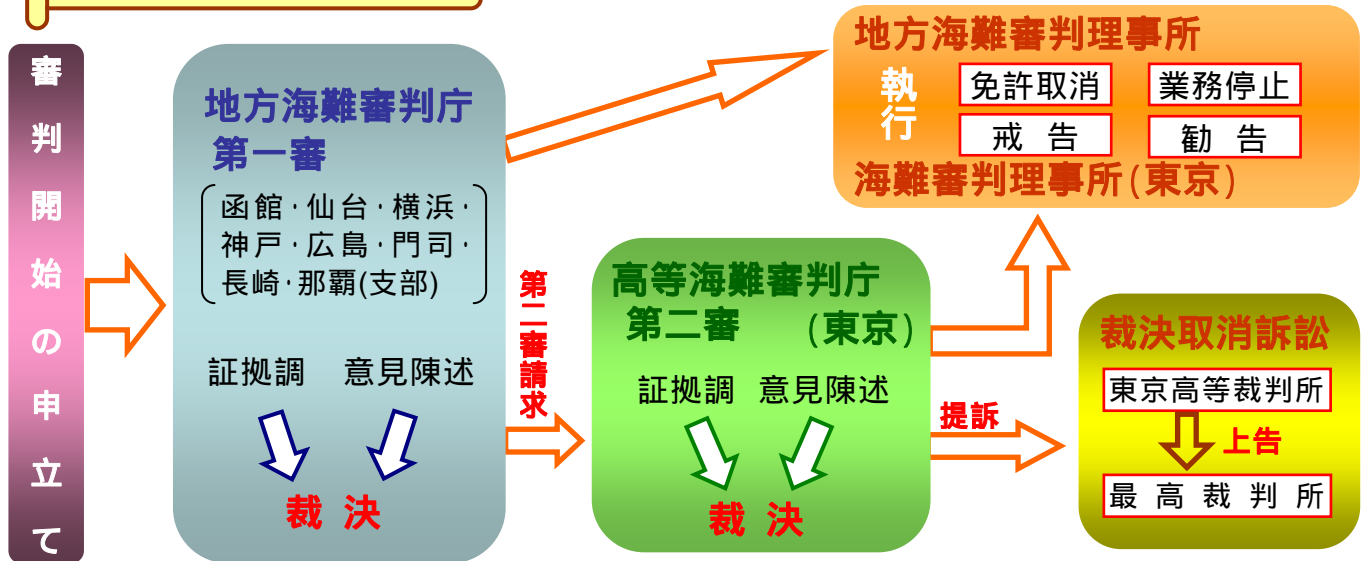 審判開始の申立て
地方海難審判庁
第一審
函館･仙台･横浜･
神戸･広島･門司･
長崎･那覇(支部)
証拠調 意見陳述
裁 決
第二審請求
高等海難審判庁
第二審 (東京)
証拠調 意見陳述
裁 決
地方海難審判理事所
執行
免許取消 業務停止
戒 告 勧 告
海難審判理事所(東京)
提訴
裁決取消訴訟
東京高等裁判所
上告
最 高 裁 判 所